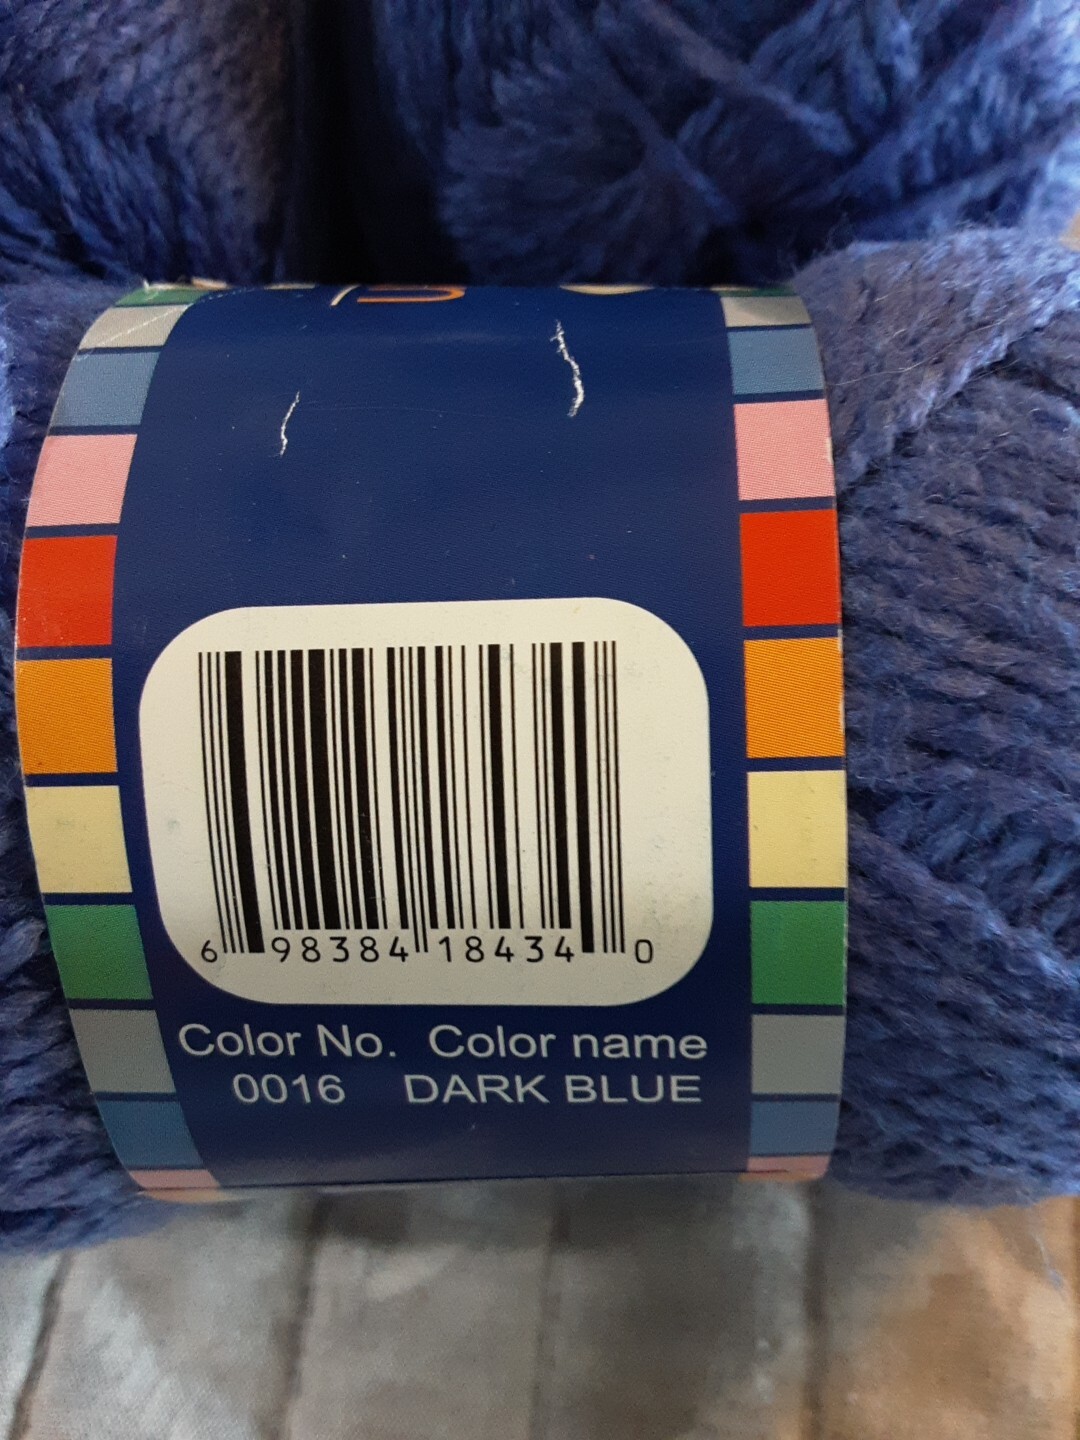 6 98384 18434 0
Color No. Color name
0016 DARK BLUE